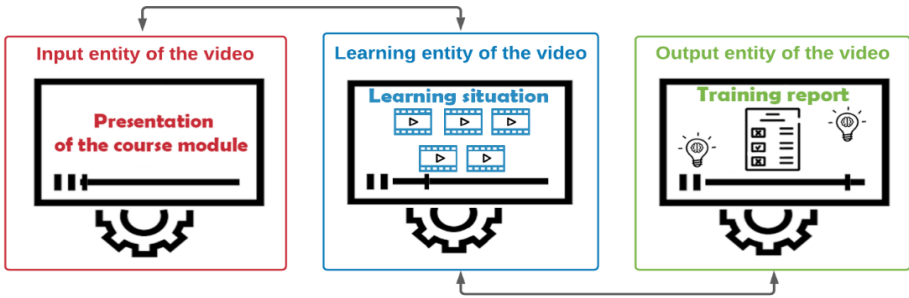 Input entity of the video
Presentation
of the course module
Learning entity of the video
Learning situation
Output entity of the video
Training report